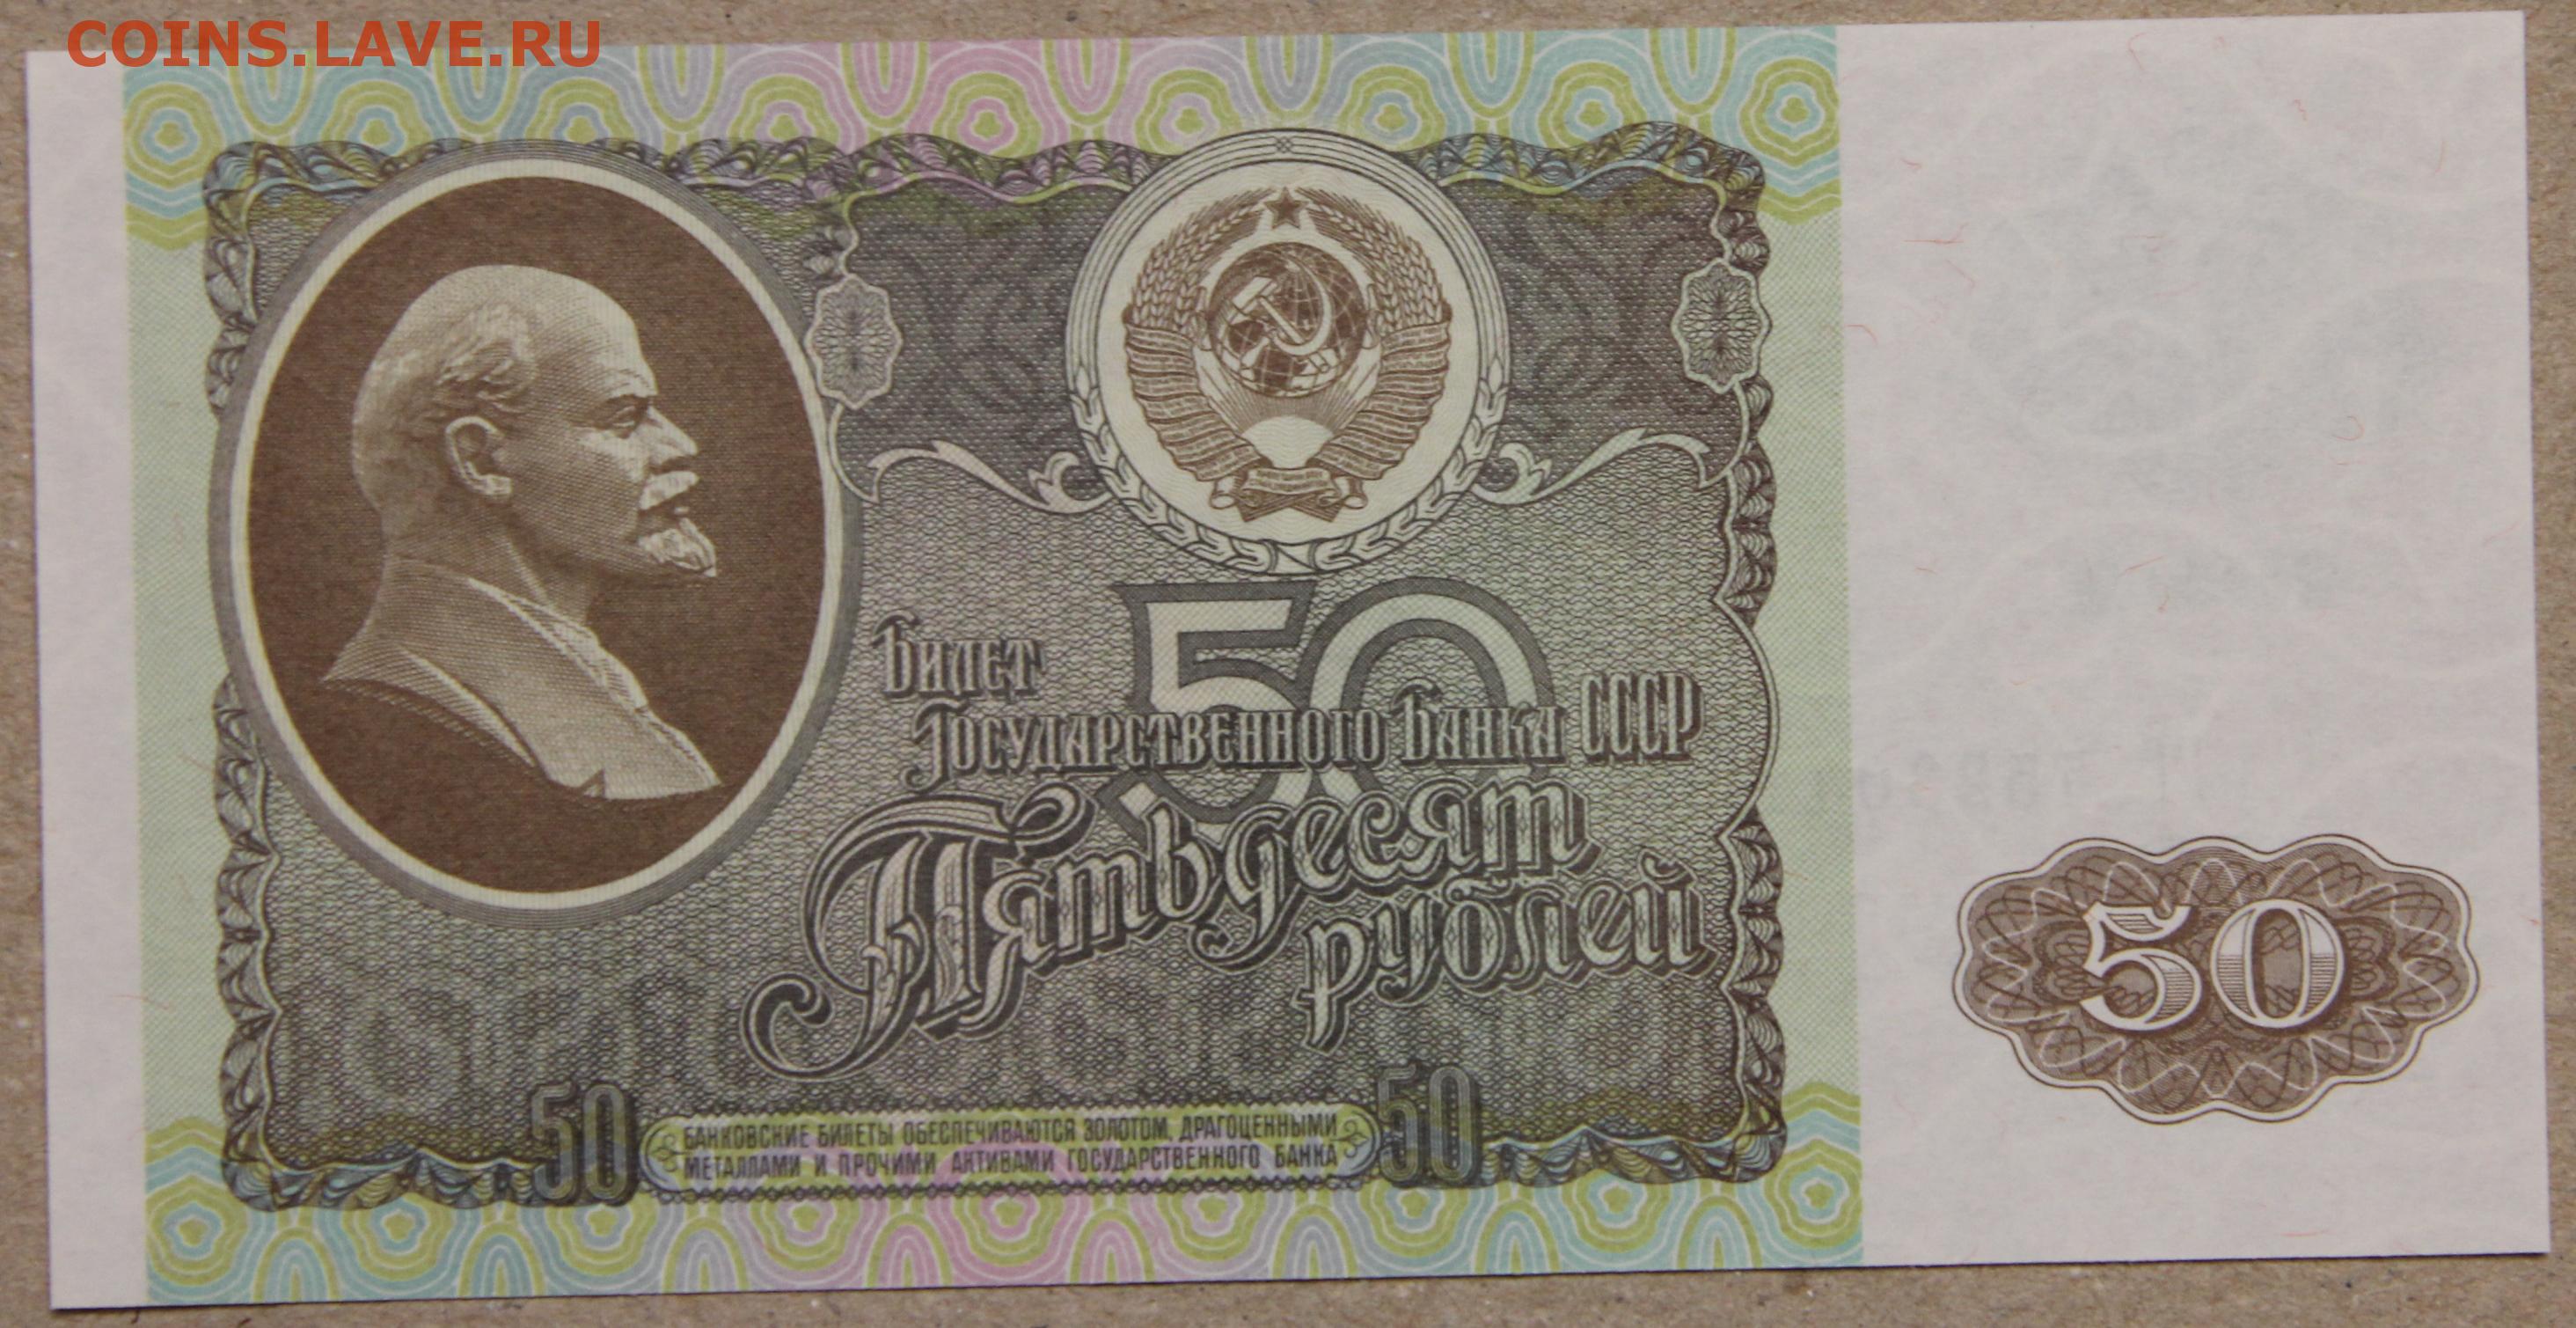 COINS.LAVE.RU
50
Билет
Государственного Банка СССР
Пятьдесят
рублей
50
50
БАНКОВСКИЕ БИЛЕТЫ ОБЕСПЕЧИВАЮТСЯ ЗОЛОТОМ, ДРАГОЦЕННЫМИ
МЕТАЛЛАМИ И ПРОЧИМИ АКТИВАМИ ГОСУДАРСТВЕННОГО БАНКА
50